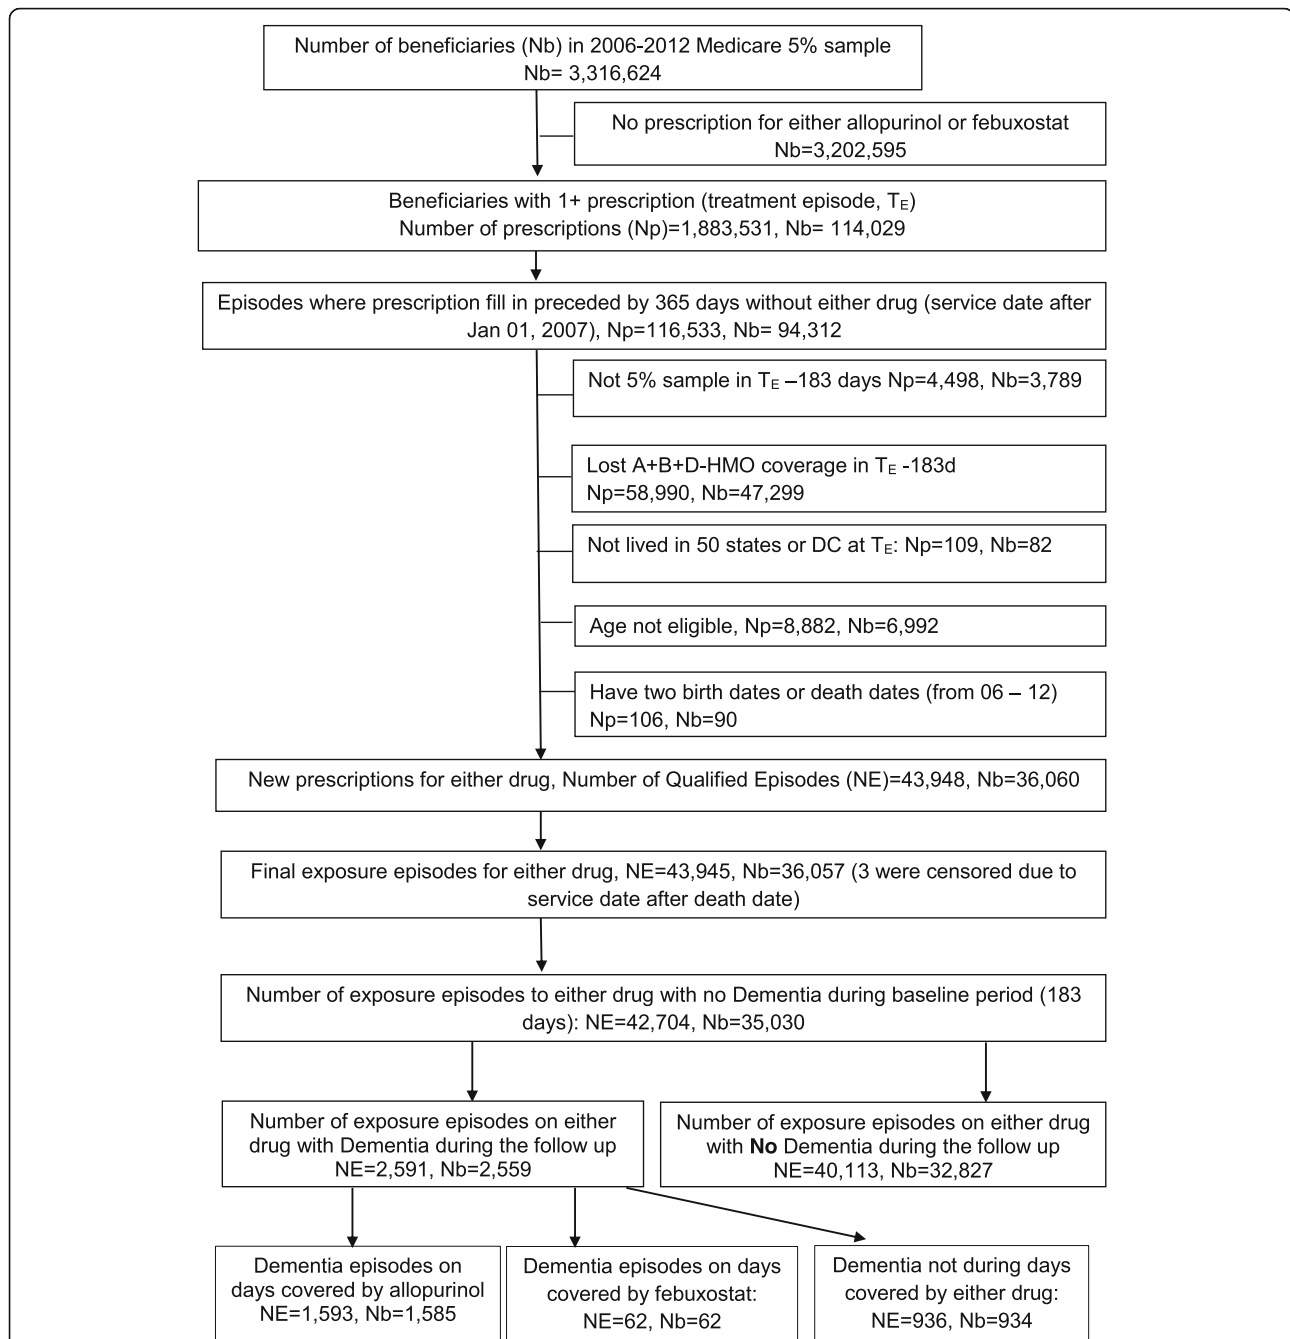 Number of beneficiaries (Nb) in 2006-2012 Medicare 5% sample
Nb= 3,316,624
No prescription for either allopurinol or febuxostat
Nb=3,202,595
Beneficiaries with 1+ prescription (treatment episode, TE)
Number of prescriptions (Np)=1,883,531, Nb= 114,029
Episodes where prescription fill in preceded by 365 days without either drug (service date after
Jan 01, 2007), Np=116,533, Nb= 94,312
Not 5% sample in TE –183 days Np=4,498, Nb=3,789
Lost A+B+D-HMO coverage in TE -183d
Np=58,990, Nb=47,299
Not lived in 50 states or DC at TE: Np=109, Nb=82
Age not eligible, Np=8,882, Nb=6,992
Have two birth dates or death dates (from 06 – 12)
Np=106, Nb=90
New prescriptions for either drug, Number of Qualified Episodes (NE)=43,948, Nb=36,060
Final exposure episodes for either drug, NE=43,945, Nb=36,057 (3 were censored due to
service date after death date)
Number of exposure episodes to either drug with no Dementia during baseline period (183
days): NE=42,704, Nb=35,030
Number of exposure episodes on either
drug with Dementia during the follow up
NE=2,591, Nb=2,559
Number of exposure episodes on either drug
with No Dementia during the follow up
NE=40,113, Nb=32,827
Dementia episodes on
days covered by allopurinol
NE=1,593, Nb=1,585
Dementia episodes on days
covered by febuxostat:
NE=62, Nb=62
Dementia not during days
covered by either drug:
NE=936, Nb=934